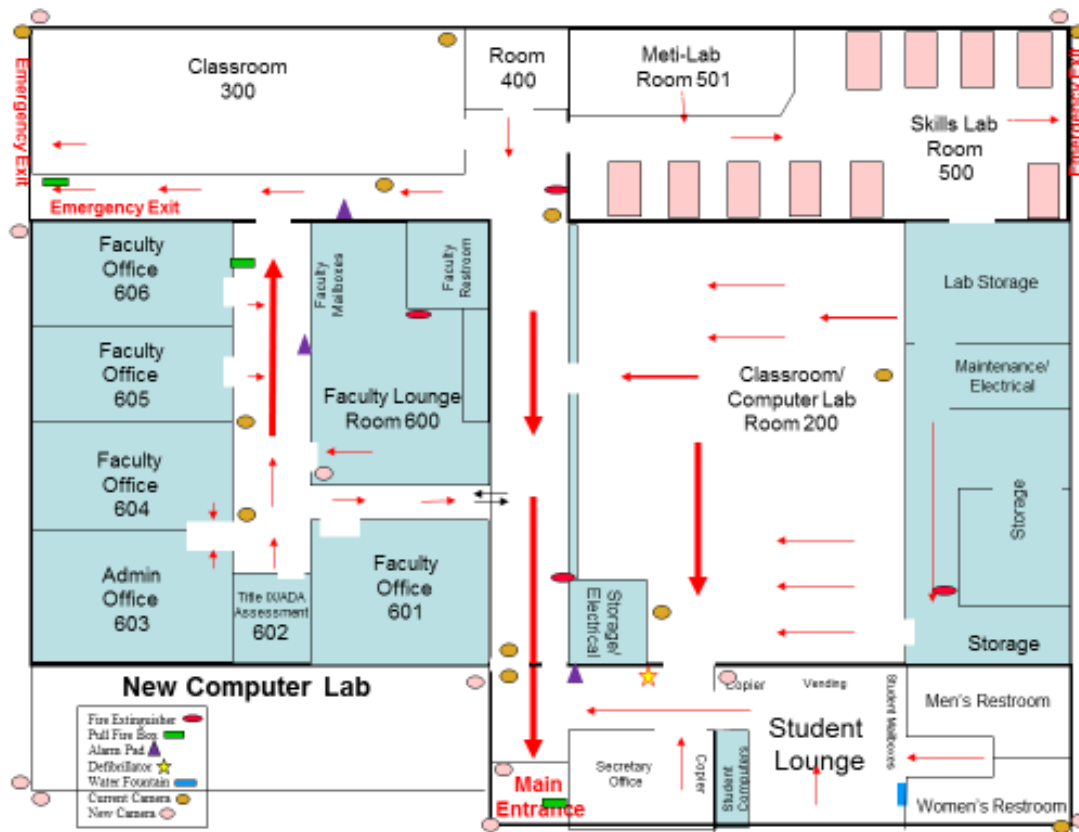 Classroom
300
Room
400
Meti-Lab
Room 501
Skills Lab
Room
500
Emergency Exit
Emergency Exit
Emergency Exit
Faculty
Office
606
Faculty
Mailboxes
Faculty
Restroom
Lab Storage
Faculty
Office
605
Faculty Lounge
Room 600
Classroom/
Computer Lab
Room 200
Maintenance/
Electrical
Faculty
Office
604
Storage
Admin
Office
603
Title IX/ADA
Assessment
602
Faculty
Office
601
Storage/
Electrical
Storage
New Computer Lab
Fire Extinguisher
Pull Fire Box
Alarm Pad
Defibrillator
Water Fountain
Current Camera
New Camera
Main
Entrance
Secretary
Office
Copier
Copier
Vending
Student
Computers
Student
Lounge
Student Mailboxes
Men's Restroom
Women's Restroom